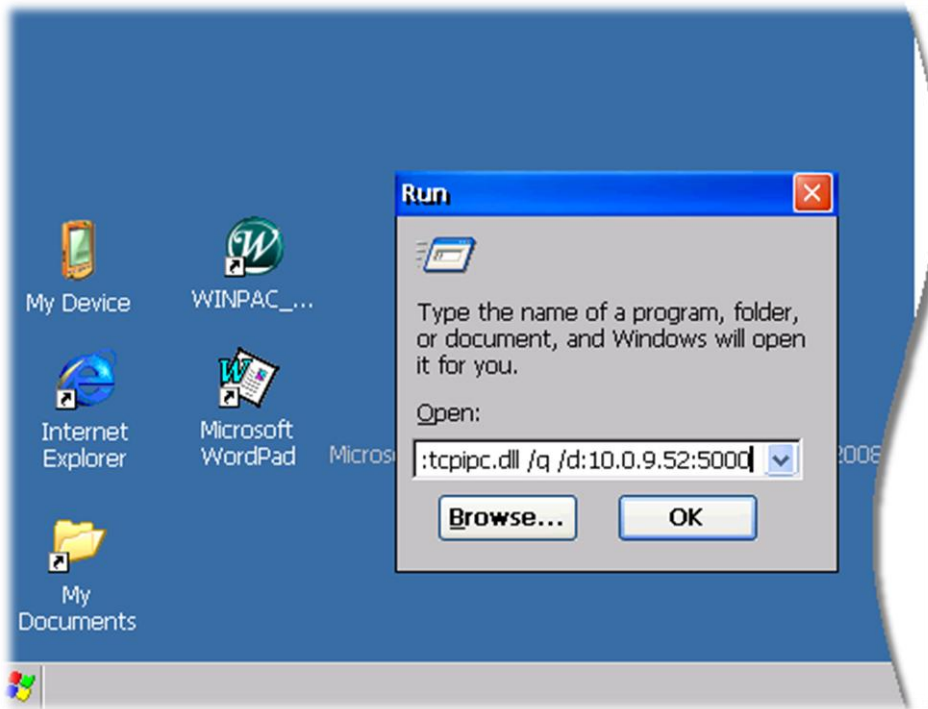 Run
My Device
WINPAC_...
Type the name of a program, folder,
or document, and Windows will open
it for you.
Open:
:tcpipc.dll /q /d:10.0.9.52:5000
Browse...
OK
Internet
Explorer
Microsoft
WordPad
2008
My
Documents